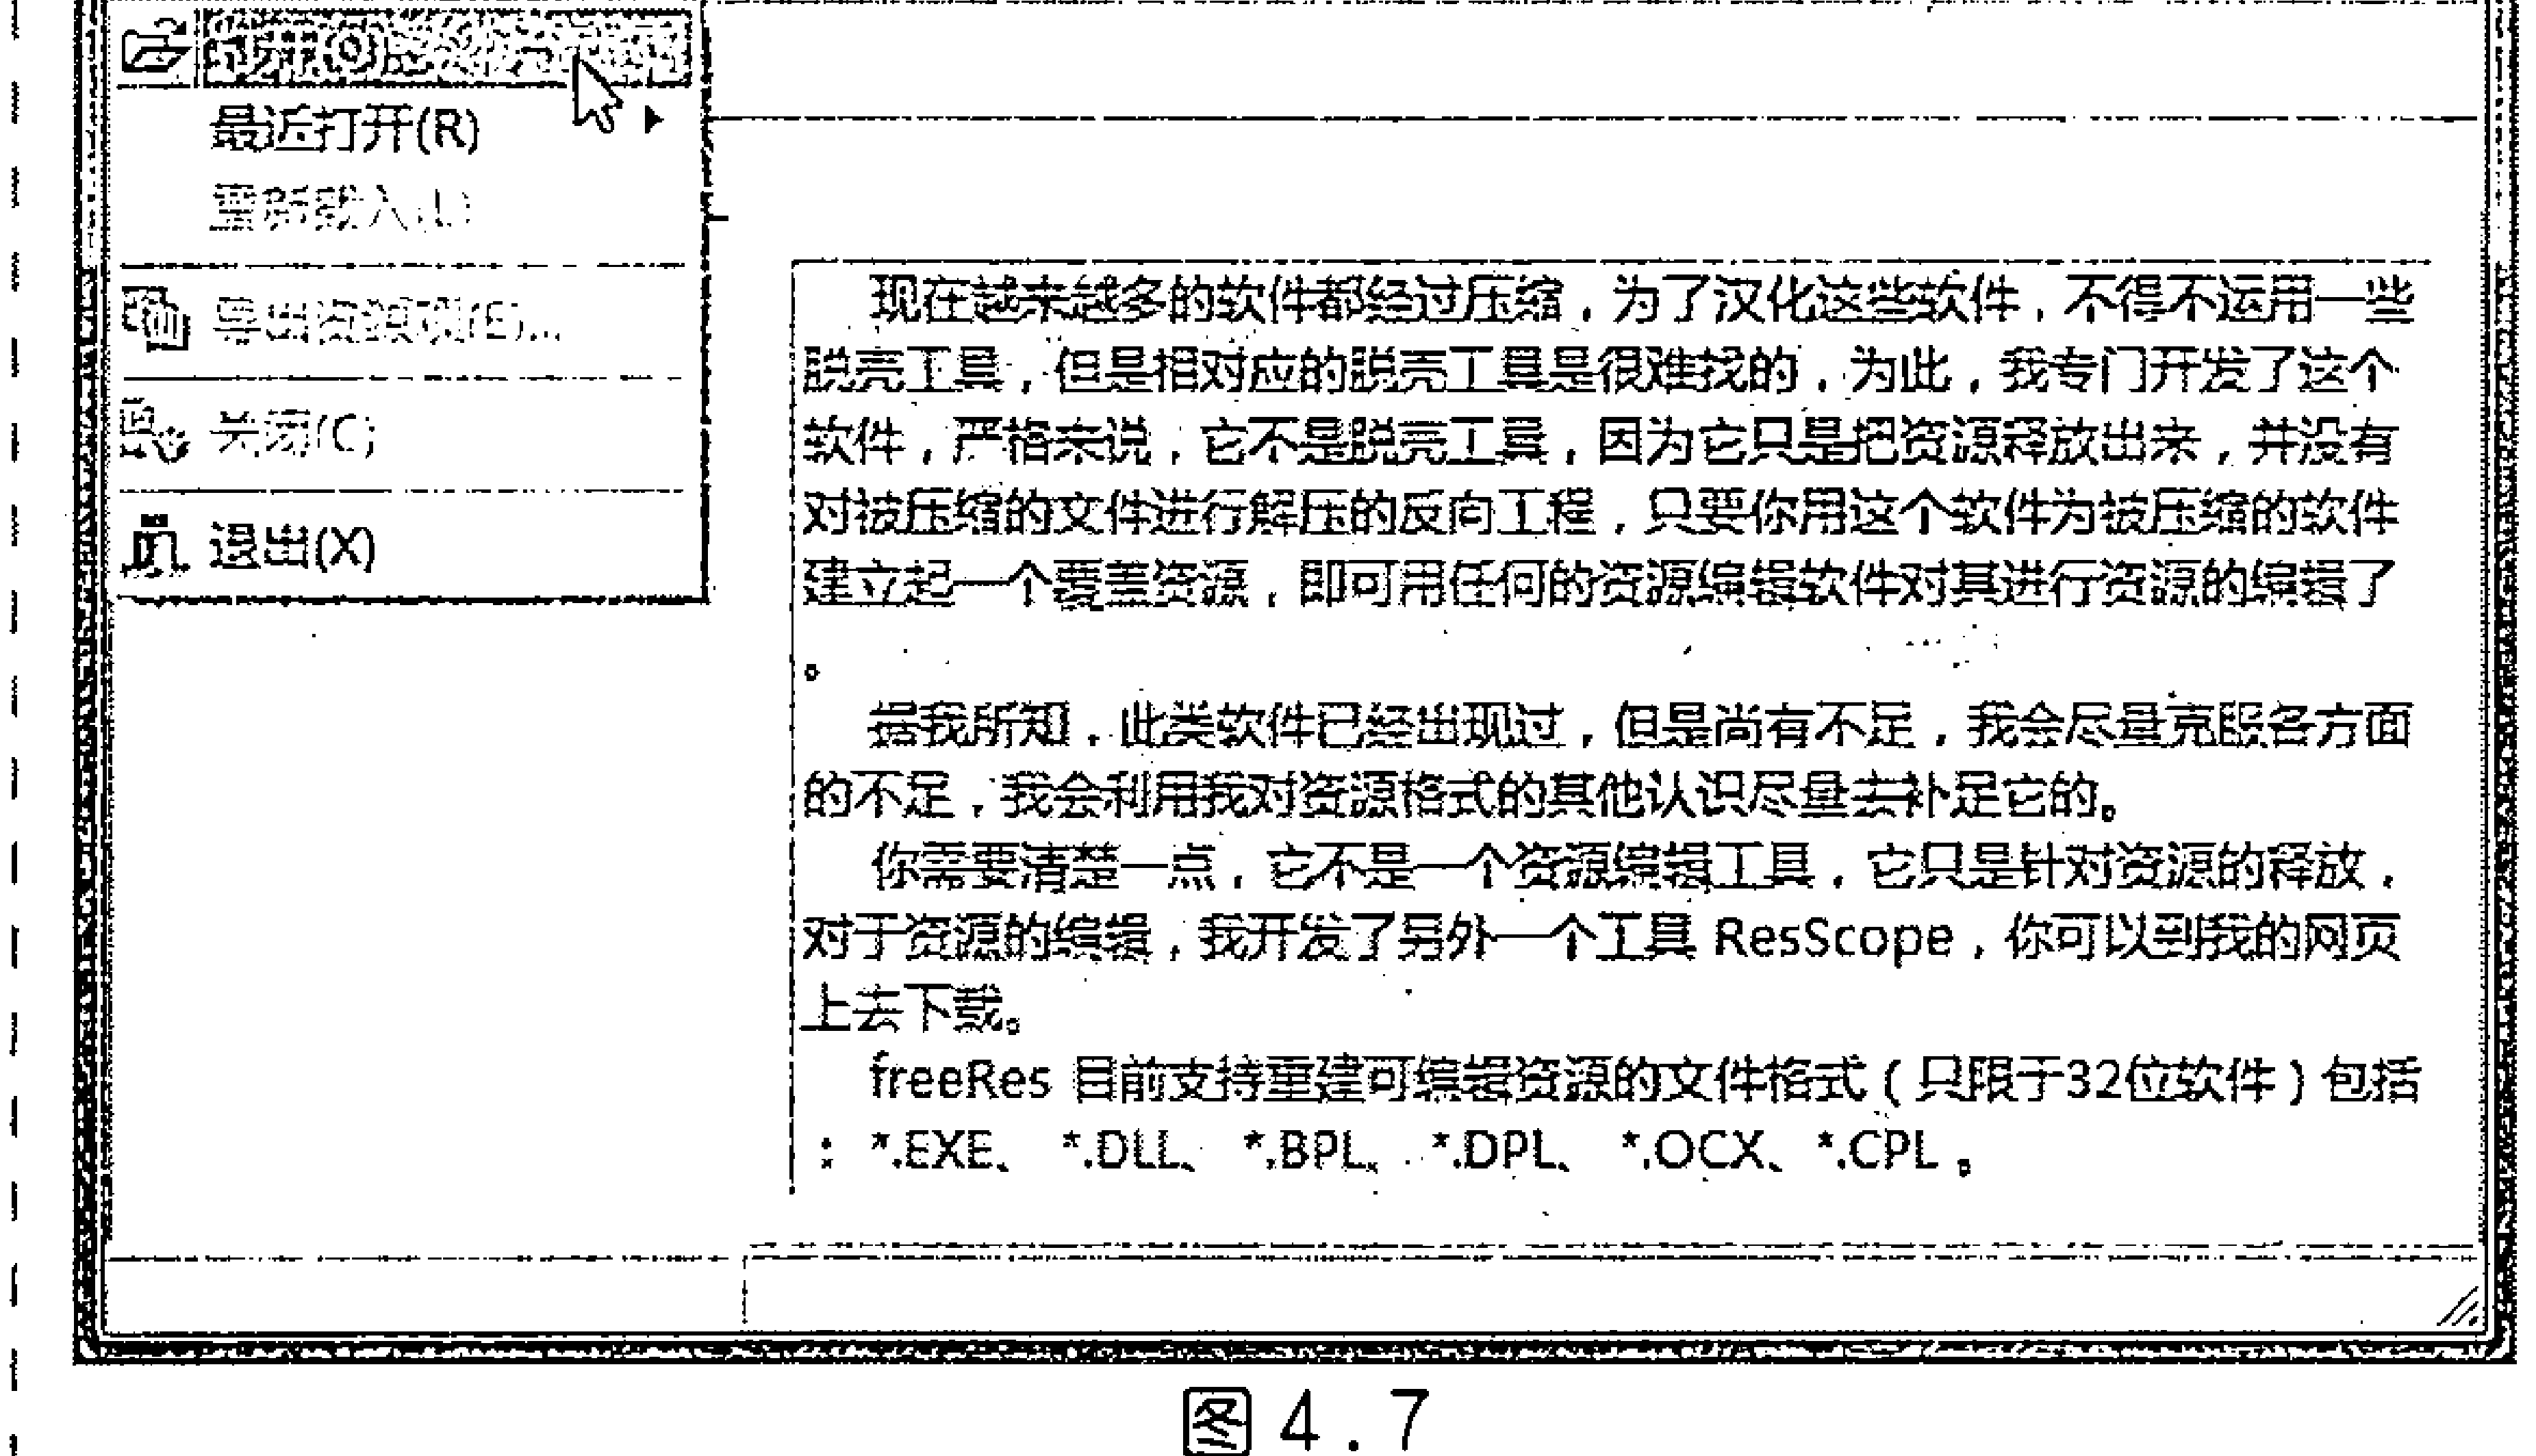 打开(O)...
最近打开(R)
重新载入(L)
导出资源项(E)...
关闭(C)
退出(X)
现在越来越多的软件都经过压缩，为了汉化这些软件，不得不运用一些
脱壳工具，但是相对应的脱壳工具是很难找的，为此，我专门开发了这个
软件，严格来说，它不是脱壳工具，因为它只是把资源释放出来，并没有
对被压缩的文件进行解压的反向工程，只要你用这个软件为被压缩的软件
建立起一个覆盖资源，即可用任何的资源编辑软件对其进行资源的编辑了
。
据我所知，此类软件已经出现过，但是尚有不足，我会尽量克服各方面
的不足，我会利用我对资源格式的其他认识尽量去补足它的。
你需要清楚一点，它不是一个资源编辑工具，它只是针对资源的释放，
对于资源的编辑，我开发了另外一个工具 ResScope，你可以到我的网页
上去下载。
freeRes 目前支持重建可编辑资源的文件格式（只限于32位软件）包括
：*.EXE、 *.DLL、 *.BPL、 *.DPL、 *.OCX、*.CPL 。
图 4.7